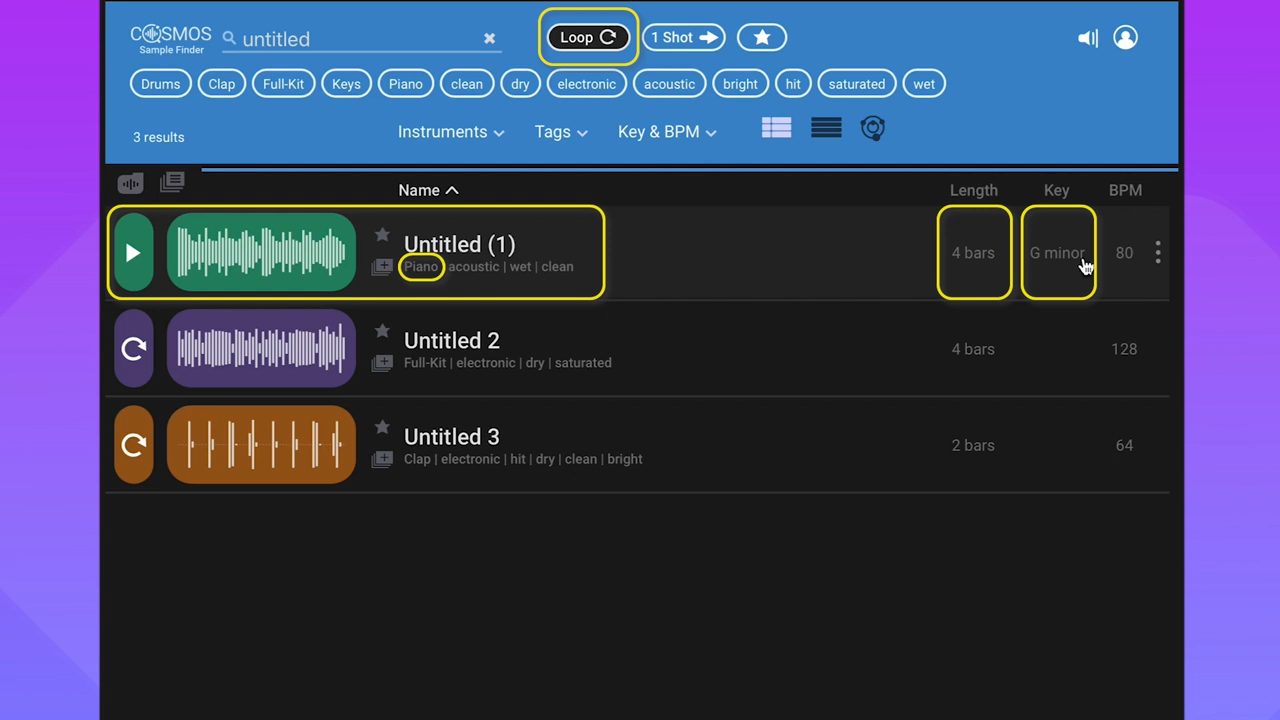 COSMOS
Sample Finder
untitled
Loop
1 Shot
Drums
Clap
Full-Kit
Keys
Piano
clean
dry
electronic
acoustic
bright
hit
saturated
wet
3 results
Instruments
Tags
Key & BPM
Name
Length
Key
BPM
Untitled (1)
Piano | acoustic | wet | clean
4 bars
G minor
80
Untitled 2
Full-Kit | electronic | dry | saturated
4 bars
128
Untitled 3
Clap | electronic | hit | dry | clean | bright
2 bars
64